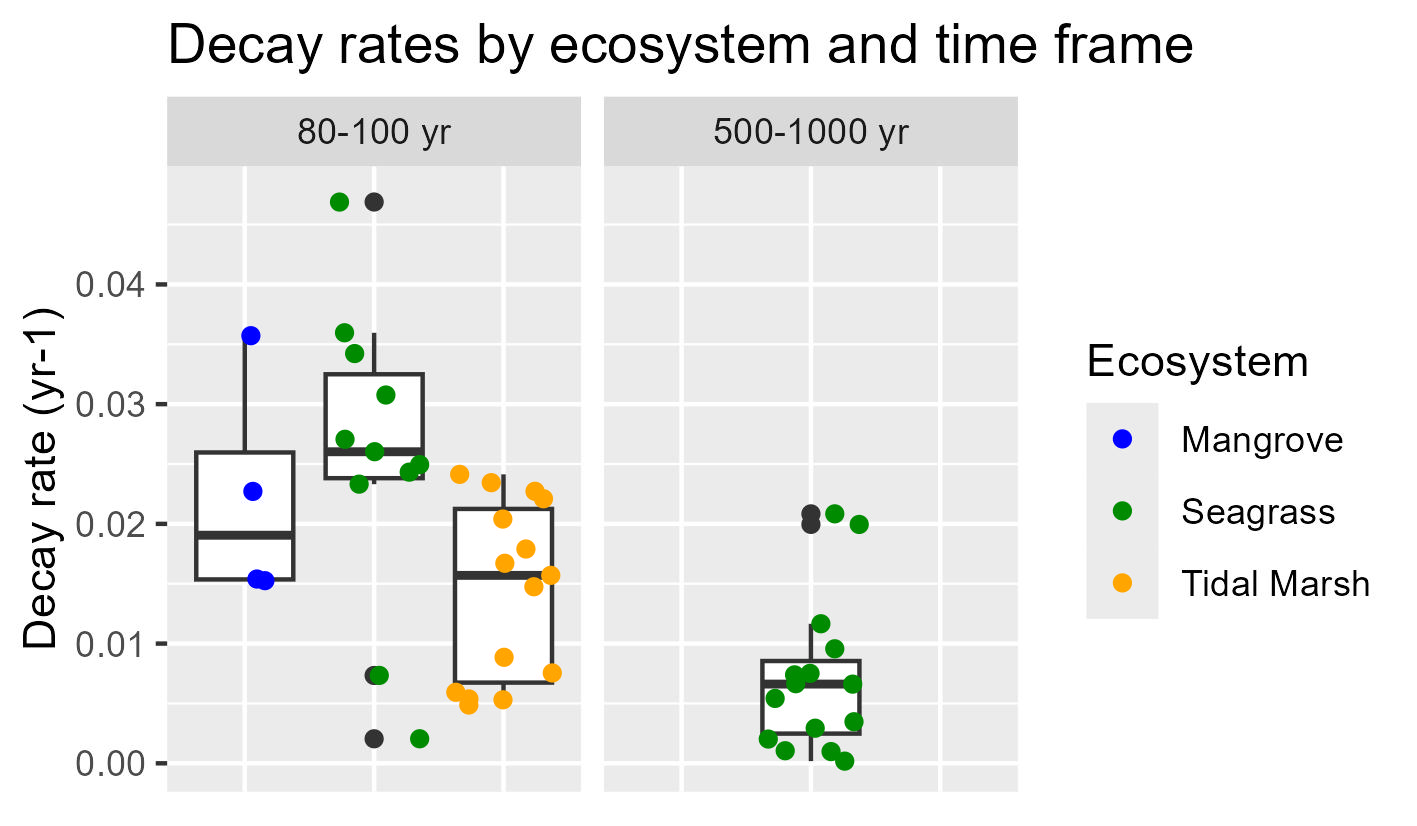 Decay rates by ecosystem and time frame
80-100 yr
500-1000 yr
Decay rate (yr-1)
0.04
0.03
0.02
0.01
0.00
Ecosystem
Mangrove
Seagrass
Tidal Marsh